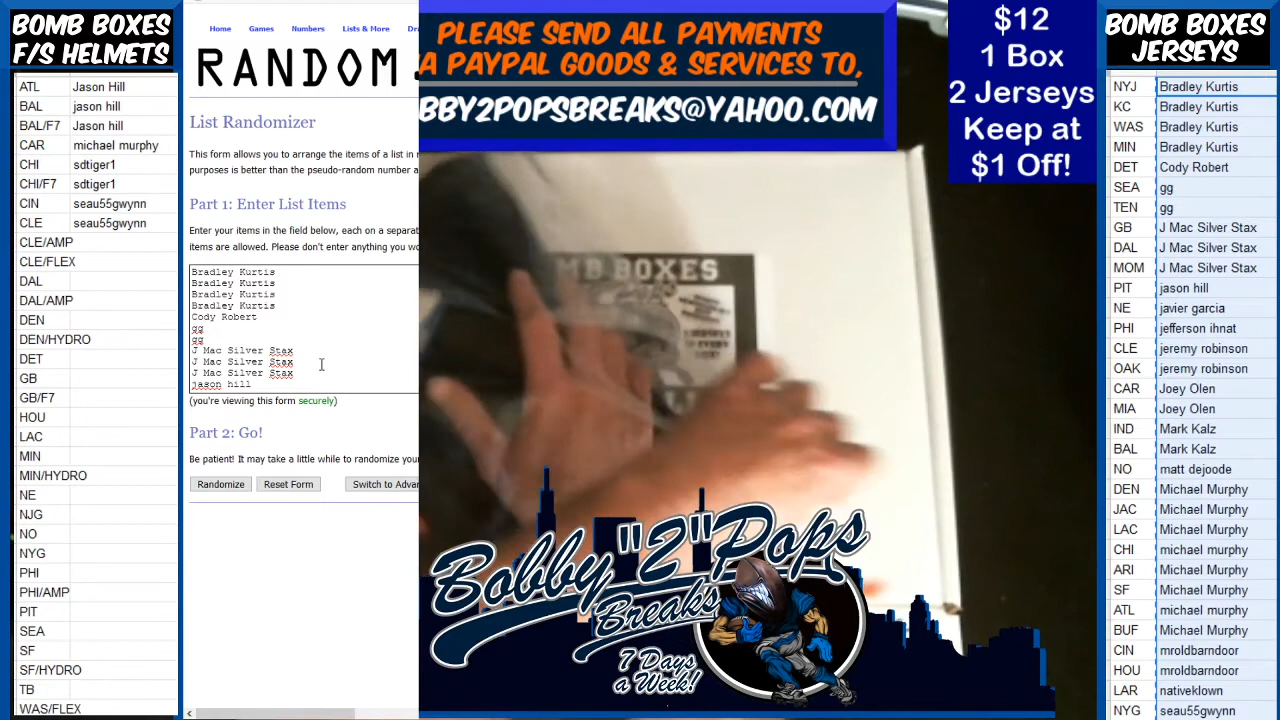 BOMB BOXES
F/S HELMETS
ATL Jason Hill
BAL jason hill
BAL/F7 Jason hill
CAR michael murphy
CHI sdtiger1
CHI/F7 sdtiger1
CIN seau55gwynn
CLE seau55gwynn
CLE/AMP
CLE/FLEX
DAL
DAL/AMP
DEN
DEN/HYDRO
DET
GB
GB/F7
HOU
LAC
MIN
MIN/HYDRO
NE
NJG
NO
NYG
PHI
PHI/AMP
PIT
SEA
SF
SF/HYDRO
TB
WAS/FLEX
Home Games Numbers Lists & More
RANDOM
List Randomizer
This form allows you to arrange the items of a list in
purposes is better than the pseudo-random number a
Part 1: Enter List Items
Enter your items in the field below, each on a separat
items are allowed. Please don't enter anything you wo
Bradley Kurtis
Bradley Kurtis
Bradley Kurtis
Bradley Kurtis
Cody Robert
gg
gg
J Mac Silver Stax
J Mac Silver Stax
J Mac Silver Stax
jason hill
(you're viewing this form securely)
Part 2: Go!
Be patient! It may take a little while to randomize your
Randomize Reset Form Switch to Advan
PLEASE SEND ALL PAYMENTS
A PAYPAL GOODS & SERVICES TO,
BBY2POPSBREAKS@YAHOO.COM
MB BOXES
Bobby "2" Pops
Breaks
7 Days
a Week!
$12
1 Box
2 Jerseys
Keep at
$1 Off!
BOMB BOXES
JERSEYS
NYJ Bradley Kurtis
KC Bradley Kurtis
WAS Bradley Kurtis
MIN Bradley Kurtis
DET Cody Robert
SEA gg
TEN gg
GB J Mac Silver Stax
DAL J Mac Silver Stax
MOM J Mac Silver Stax
PIT jason hill
NE javier garcia
PHI jefferson ihnat
CLE jeremy robinson
OAK jeremy robinson
CAR Joey Olen
MIA Joey Olen
IND Mark Kalz
BAL Mark Kalz
NO matt dejoode
DEN Michael Murphy
JAC Michael Murphy
LAC Michael Murphy
CHI michael murphy
ARI Michael Murphy
SF Michael Murphy
ATL michael murphy
BUF Michael Murphy
CIN mroldbarndoor
HOU mroldbarndoor
LAR nativeklown
NYG seau55gwynn